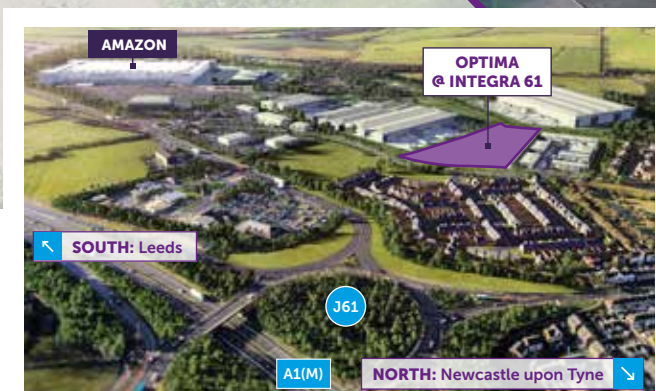 AMAZON
OPTIMA
@ INTEGRA 61
↖ SOUTH: Leeds
J61
A1(M)
NORTH: Newcastle upon Tyne ↘